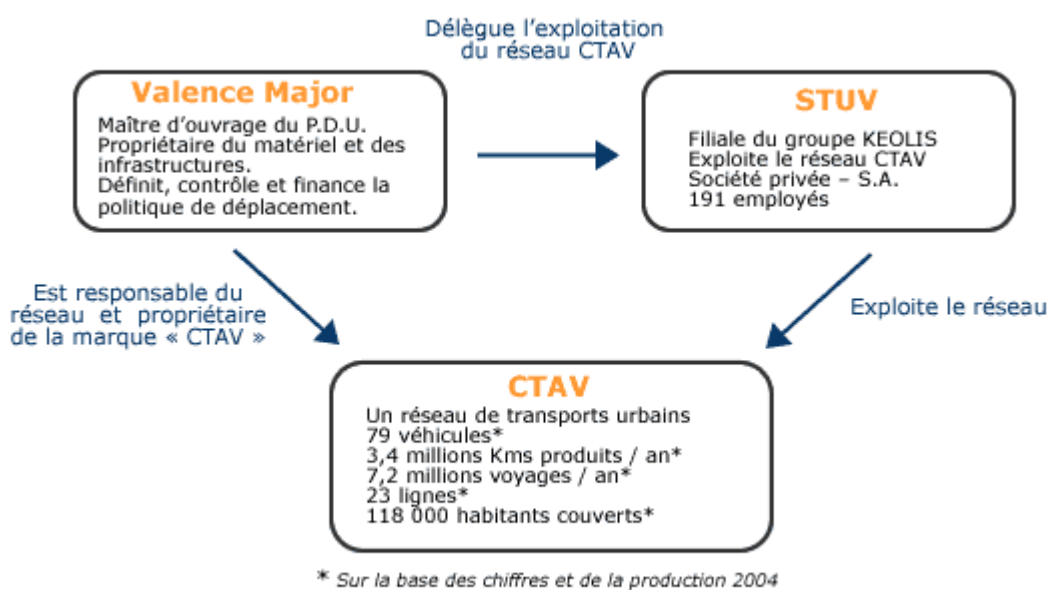 Délègue l'exploitation
du réseau CTAV
Valence Major
Maître d'ouvrage du P.D.U.
Propriétaire du matériel et des
infrastructures.
Définit, contrôle et finance la
politique de déplacement.
STUV
Filiale du groupe KEOLIS
Exploite le réseau CTAV
Société privée – S.A.
191 employés
Est responsable du
réseau et propriétaire
de la marque « CTAV »
Exploite le réseau
CTAV
Un réseau de transports urbains
79 véhicules*
3,4 millions Kms produits / an*
7,2 millions voyages / an*
23 lignes*
118 000 habitants couverts*
* Sur la base des chiffres et de la production 2004